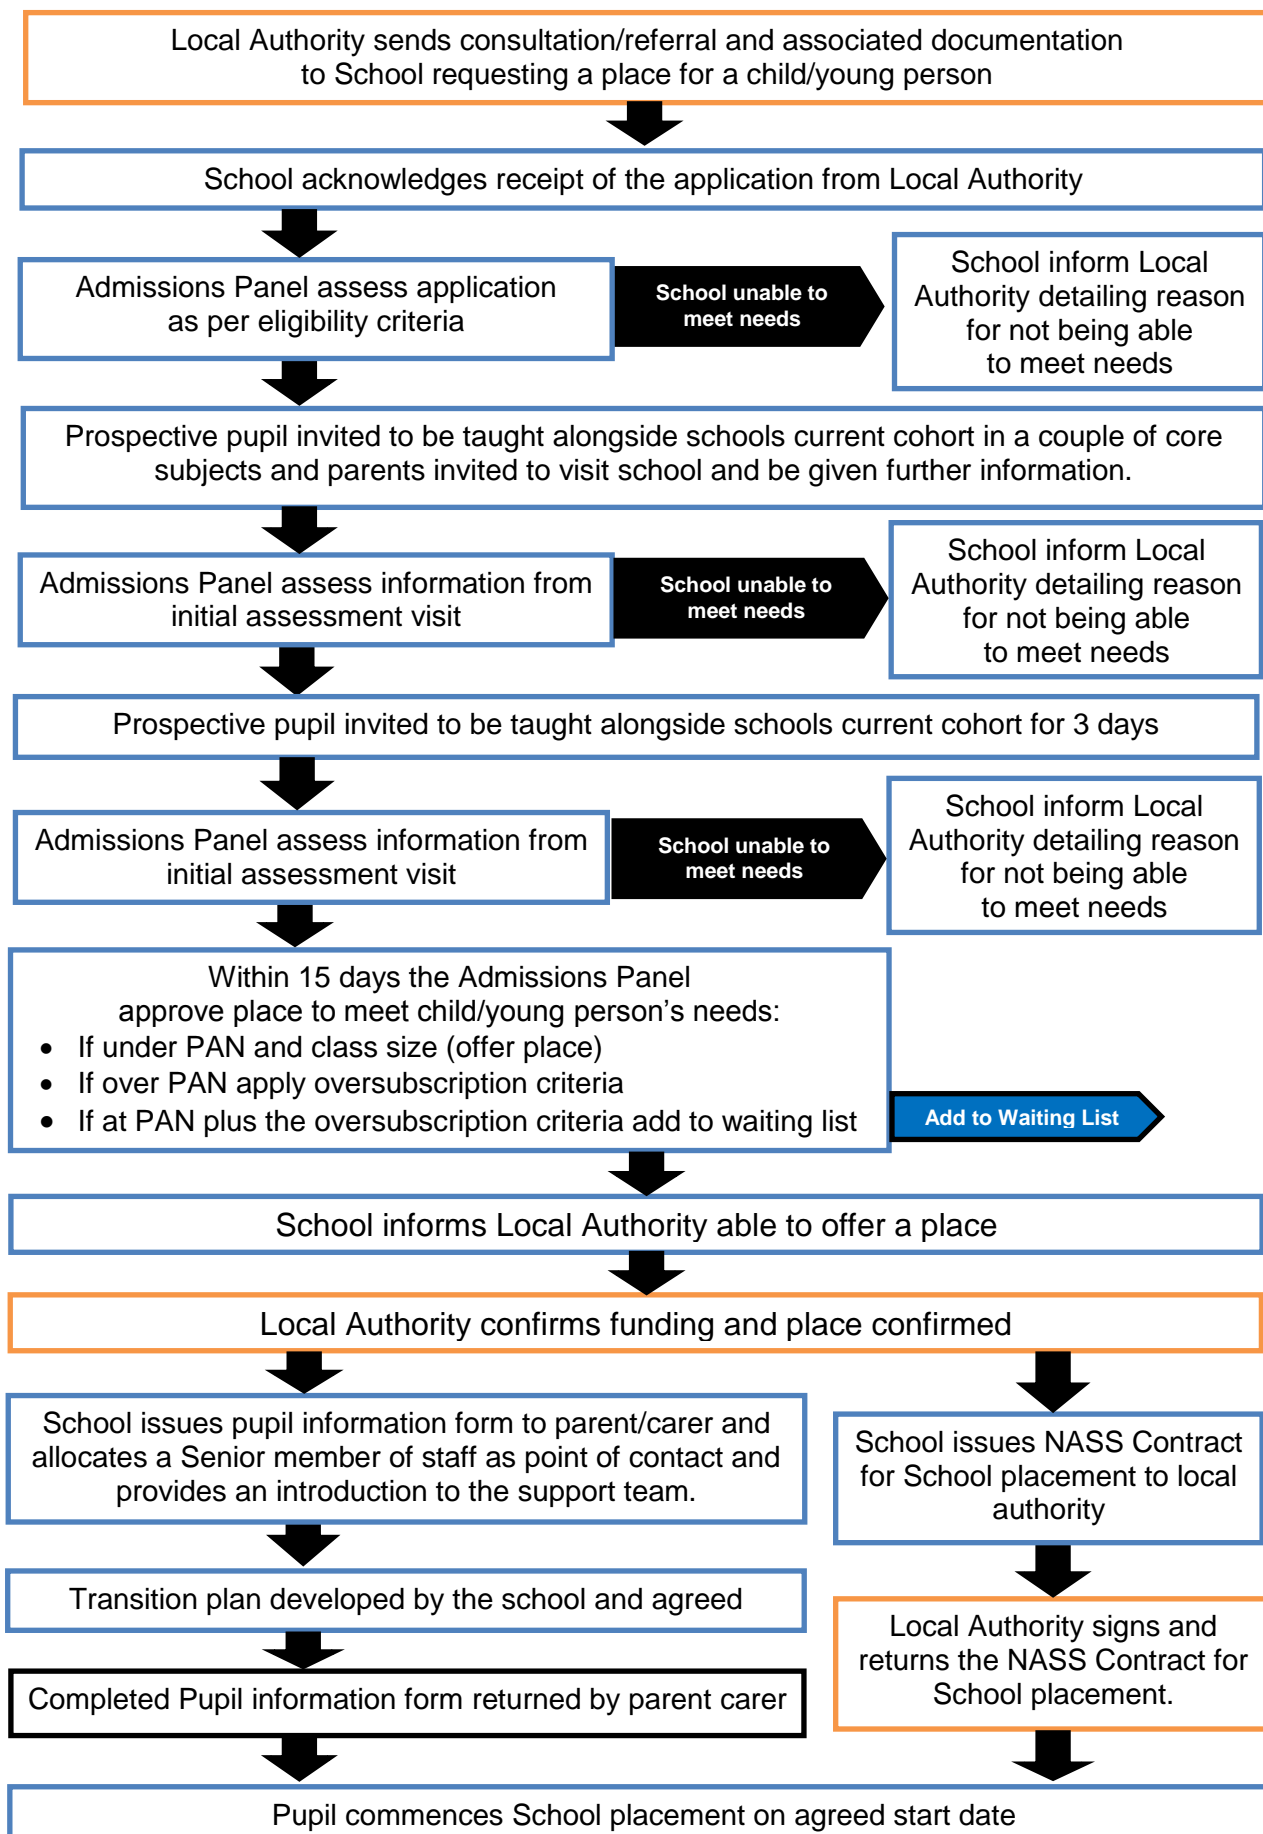 Local Authority sends consultation/referral and associated documentation
to School requesting a place for a child/young person
School acknowledges receipt of the application from Local Authority
Admissions Panel assess application
as per eligibility criteria
School unable to
meet needs
School inform Local
Authority detailing reason
for not being able
to meet needs
Prospective pupil invited to be taught alongside schools current cohort in a couple of core
subjects and parents invited to visit school and be given further information.
Admissions Panel assess information from
initial assessment visit
School unable to
meet needs
School inform Local
Authority detailing reason
for not being able
to meet needs
Prospective pupil invited to be taught alongside schools current cohort for 3 days
Admissions Panel assess information from
initial assessment visit
School unable to
meet needs
School inform Local
Authority detailing reason
for not being able
to meet needs
Within 15 days the Admissions Panel
approve place to meet child/young person’s needs:
• If under PAN and class size (offer place)
• If over PAN apply oversubscription criteria
• If at PAN plus the oversubscription criteria add to waiting list
Add to Waiting List
School informs Local Authority able to offer a place
Local Authority confirms funding and place confirmed
School issues pupil information form to parent/carer and
allocates a Senior member of staff as point of contact and
provides an introduction to the support team.
School issues NASS Contract
for School placement to local
authority
Transition plan developed by the school and agreed
Local Authority signs and
returns the NASS Contract for
School placement.
Completed Pupil information form returned by parent carer
Pupil commences School placement on agreed start date